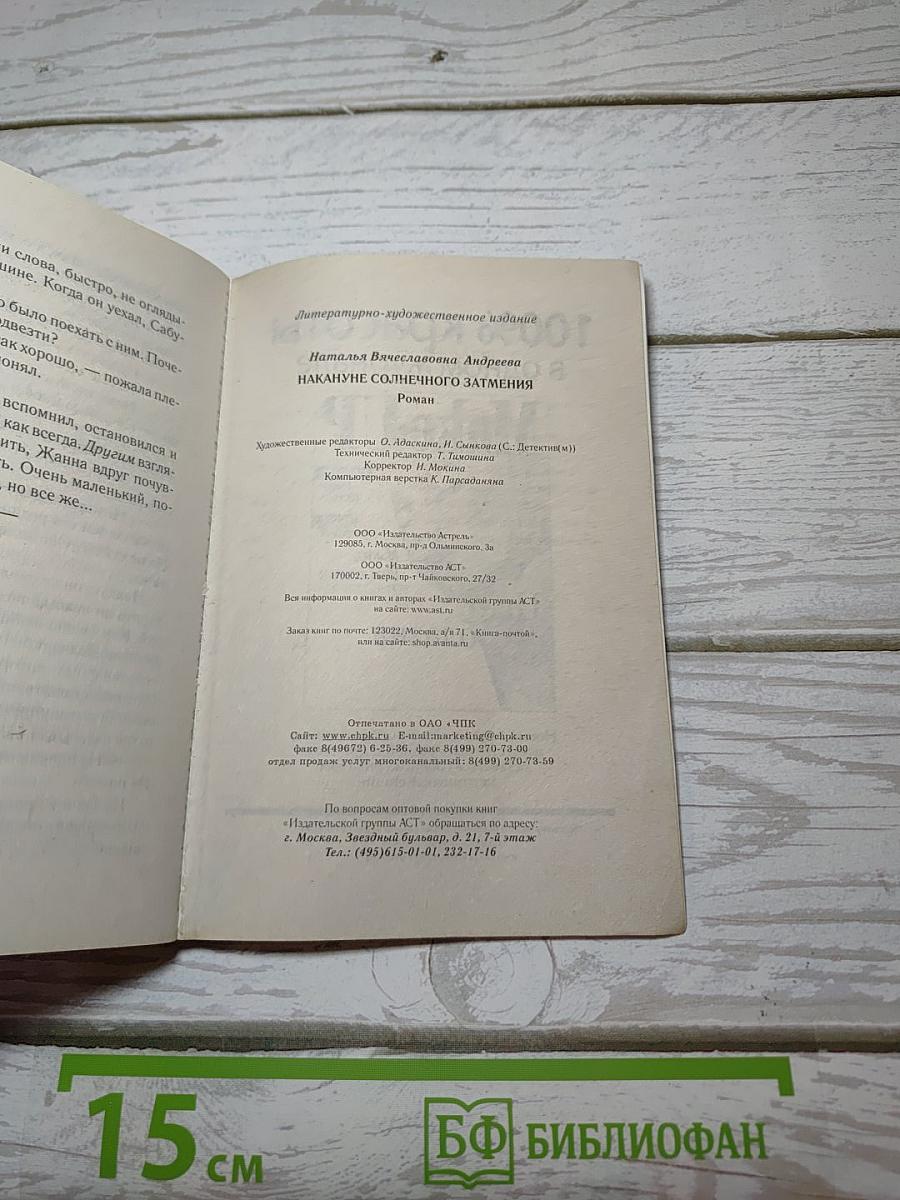 и слова, быстро, не огляды-
шине. Когда он уехал, Сабу-
о было поехать с ним. Поче-
одвезти?
ак хорошо, — пожала пле-
онял.
вспомнил, остановился и
как всегда. Другим взгля-
ить, Жанна вдруг почув-
ть. Очень маленький, по-
, но все же...
Литературно-художественное издание
Наталья Вячеславовна Андреева
НАКАНУНЕ СОЛНЕЧНОГО ЗАТМЕНИЯ
Роман
Художественные редакторы О. Адаскина, И. Сынкова (С.: Детектив(м))
Технический редактор Т. Тимошина
Корректор И. Мокина
Компьютерная верстка К. Парсаданяна
ООО «Издательство Астрель»
129085, г. Москва, пр-д Ольминского, 3а
ООО «Издательство АСТ»
170002, г. Тверь, пр-т Чайковского, 27/32
Вся информация о книгах и авторах «Издательской группы АСТ»
на сайте: www.ast.ru
Заказ книг по почте: 123022, Москва, а/я 71, «Книга-почтой»,
или на сайте: shop.avanta.ru
Отпечатано в ОАО «ЧПК
Сайт: www.chpk.ru E-mail:marketing@chpk.ru
факс 8(49672) 6-25-36, факс 8(499) 270-73-00
отдел продаж услуг многоканальный: 8(499) 270-73-59
По вопросам оптовой покупки книг
«Издательской группы АСТ» обращаться по адресу:
г. Москва, Звездный бульвар, д. 21, 7-й этаж
Тел.: (495)615-01-01, 232-17-16
15 см
БФ БИБЛИОФАН